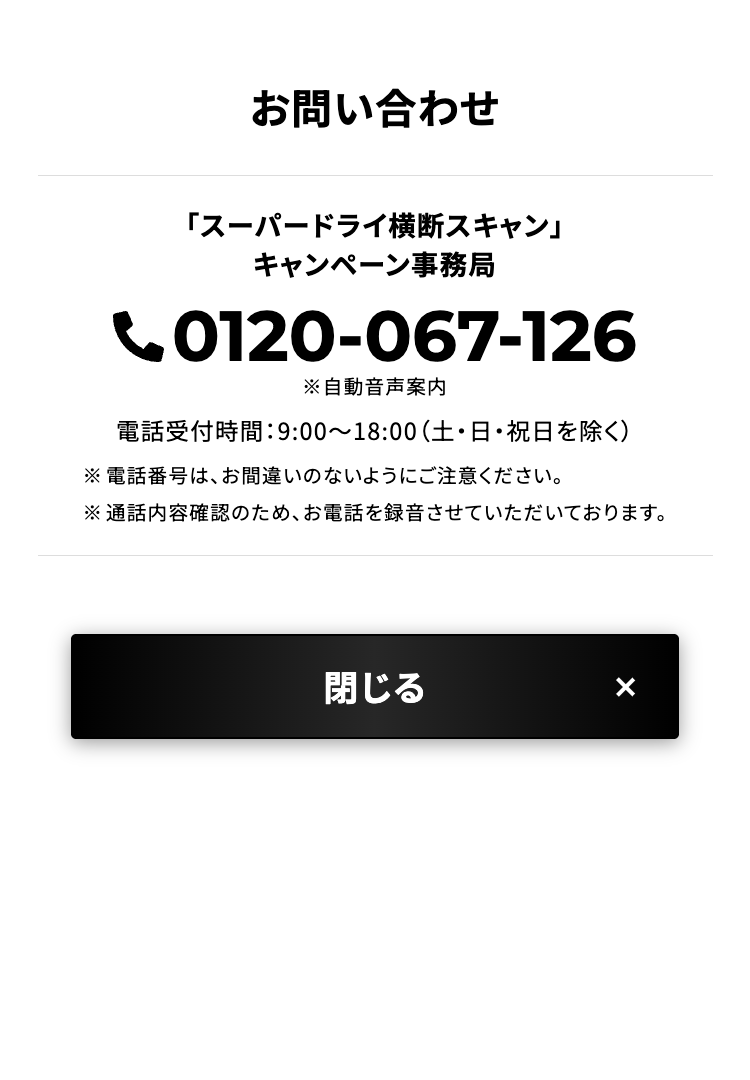 お問い合わせ
「スーパードライ横断スキャン」
キャンペーン事務局
0120-067-126
※自動音声案内
電話受付時間：9:00～18:00（土・日・祝日を除く）
※ 電話番号は、お間違いのないようにご注意ください。
※ 通話内容確認のため、お電話を録音させていただいております。
閉じる ×